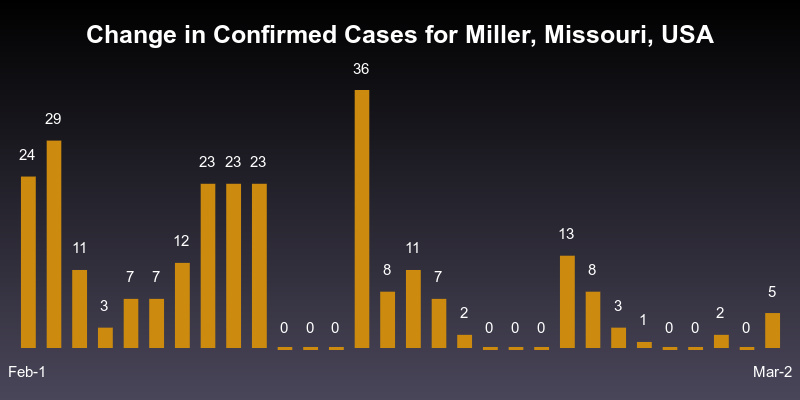 Change in Confirmed Cases for Miller, Missouri, USA
24 29 11 3 7 7 12 23 23 23 0 0 0 36 8 11 7 2 0 0 0 13 8 3 1 0 0 2 0 5
Feb-1 Mar-2